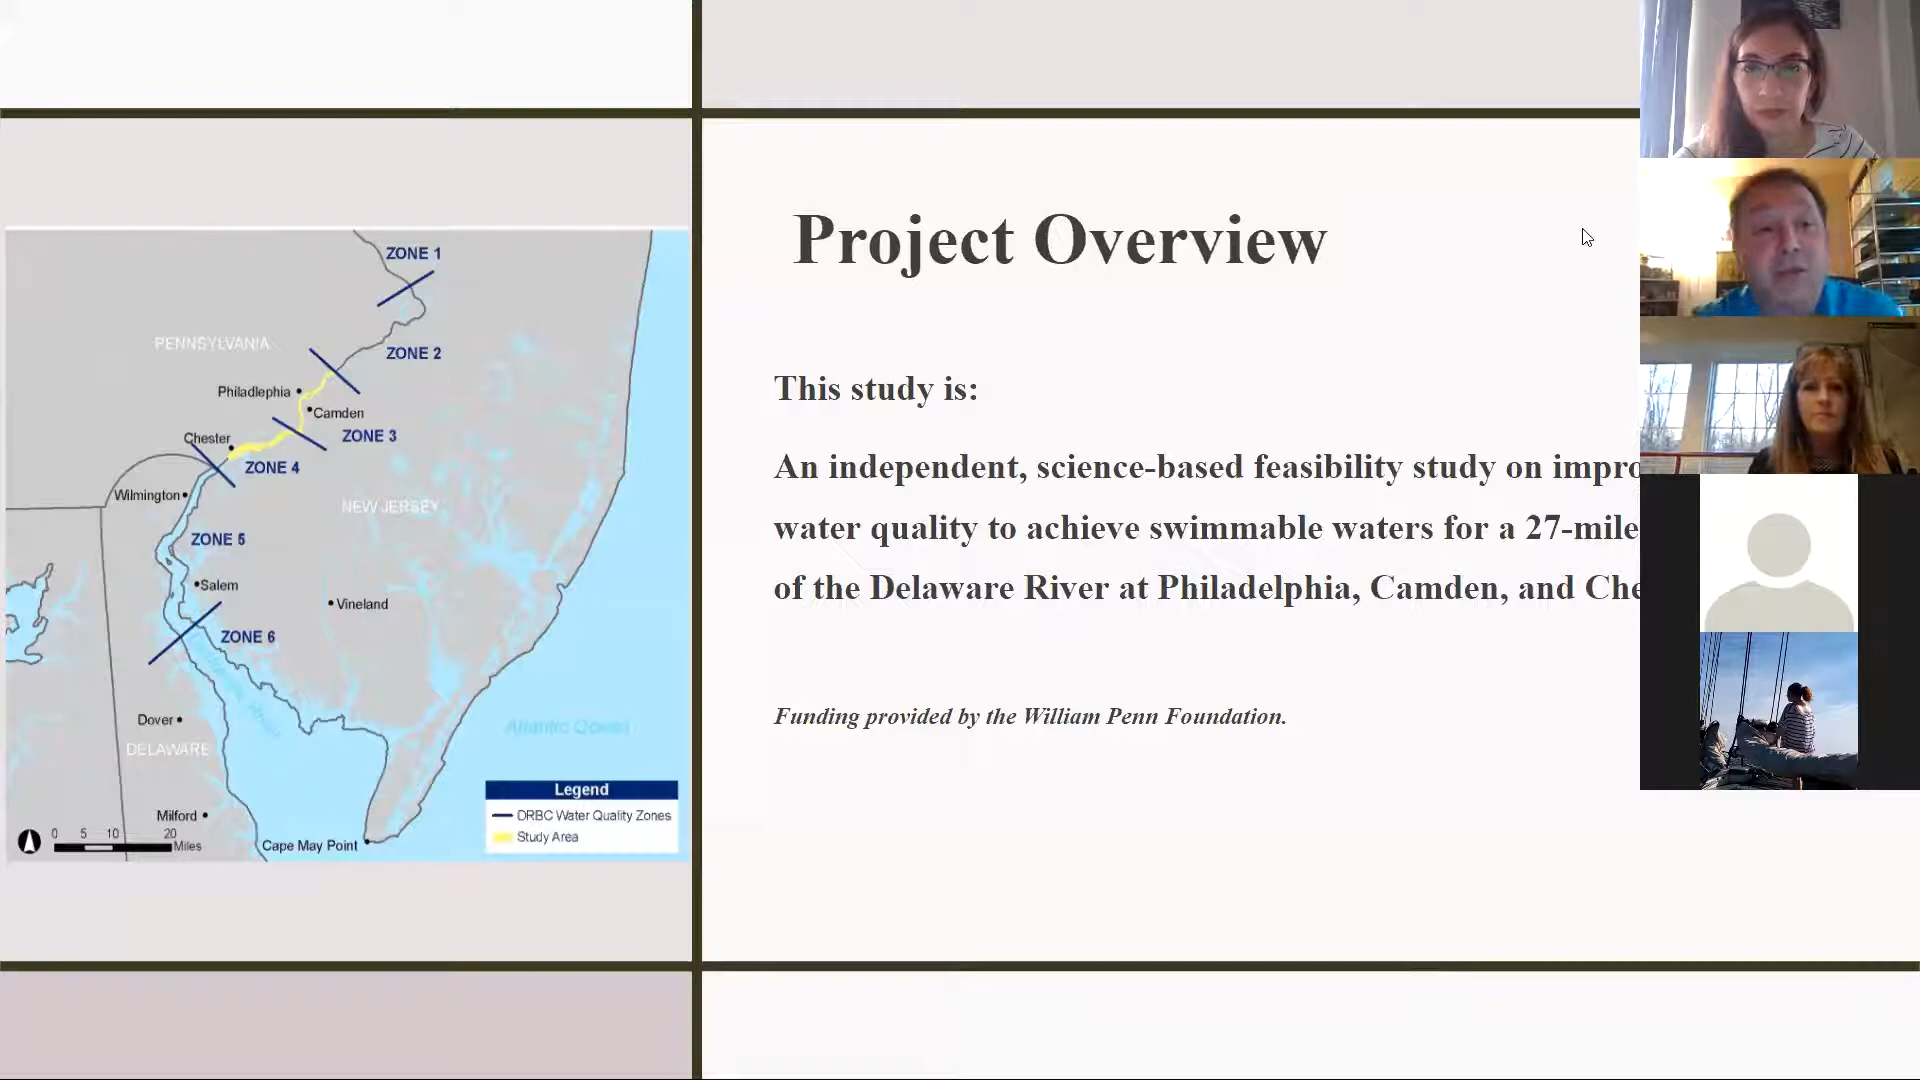 ZONE 1
PENNSYLVANIA
ZONE 2
Philadlephia
Camden
Chester
ZONE 3
ZONE 4
Wilmington
NEW JERSEY
ZONE 5
Salem
Vineland
ZONE 6
Dover
DELAWARE
Atlantic Ocean
Milford
0 5 10 20
Miles
Cape May Point
Legend
DRBC Water Quality Zones
Study Area
Project Overview
This study is:
An independent, science-based feasibility study on impro
water quality to achieve swimmable waters for a 27-mile
of the Delaware River at Philadelphia, Camden, and Che
Funding provided by the William Penn Foundation.